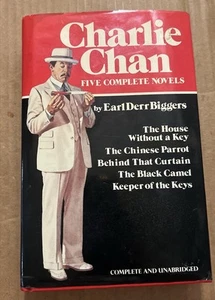 Charlie
Chan
FIVE COMPLETE NOVELS
by Earl Derr Biggers
The House
Without a Key
The Chinese Parrot
Behind That Curtain
The Black Camel
Keeper of the Keys
COMPLETE AND UNABRIDGED